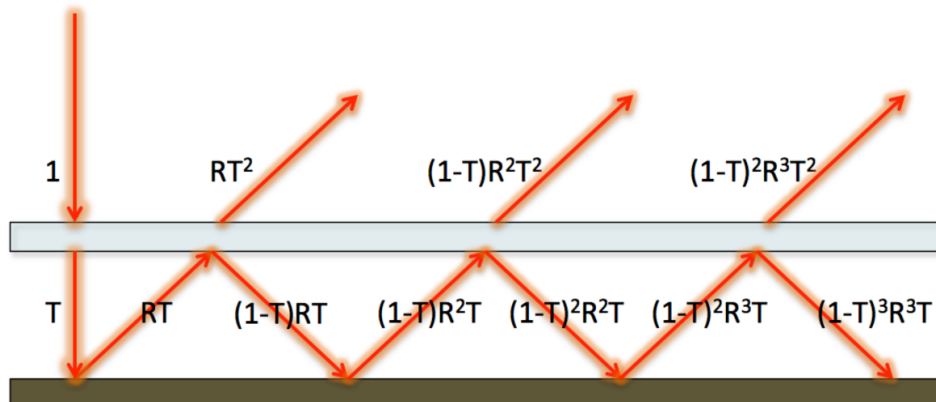 1 RT² (1-T)R²T² (1-T)²R³T²
T RT (1-T)RT (1-T)R²T (1-T)²R²T (1-T)²R³T (1-T)³R³T